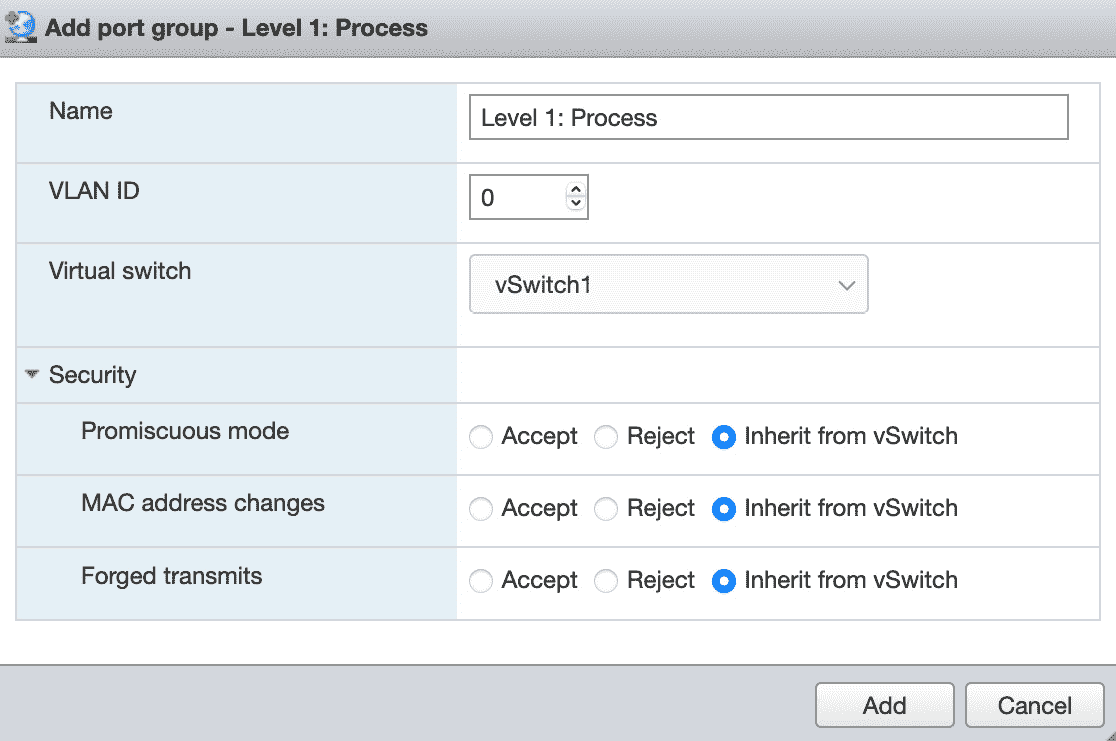 Add port group - Level 1: Process
Name
Level 1: Process
VLAN ID
0
Virtual switch
vSwitch1
Security
Promiscuous mode
Accept Reject Inherit from vSwitch
MAC address changes
Accept Reject Inherit from vSwitch
Forged transmits
Accept Reject Inherit from vSwitch
Add Cancel